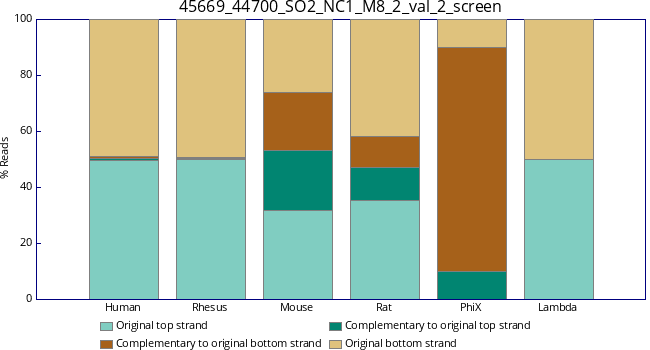 45669_44700_SO2_NC1_M8_2_val_2_screen
100
80
60
40
20
0
% Reads
Human Rhesus Mouse Rat PhiX Lambda
Original top strand Complementary to original top strand
Complementary to original bottom strand Original bottom strand